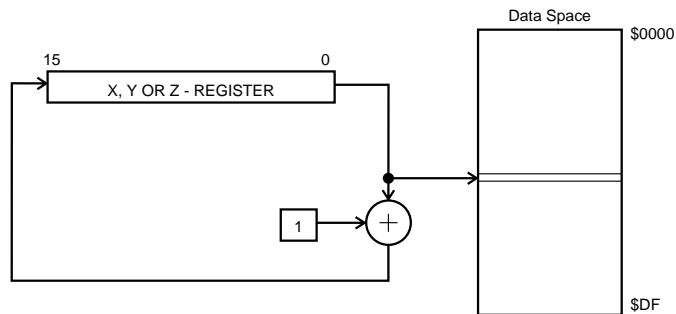 Data Space
$0000
15 0
X, Y OR Z - REGISTER
1
+
$DF